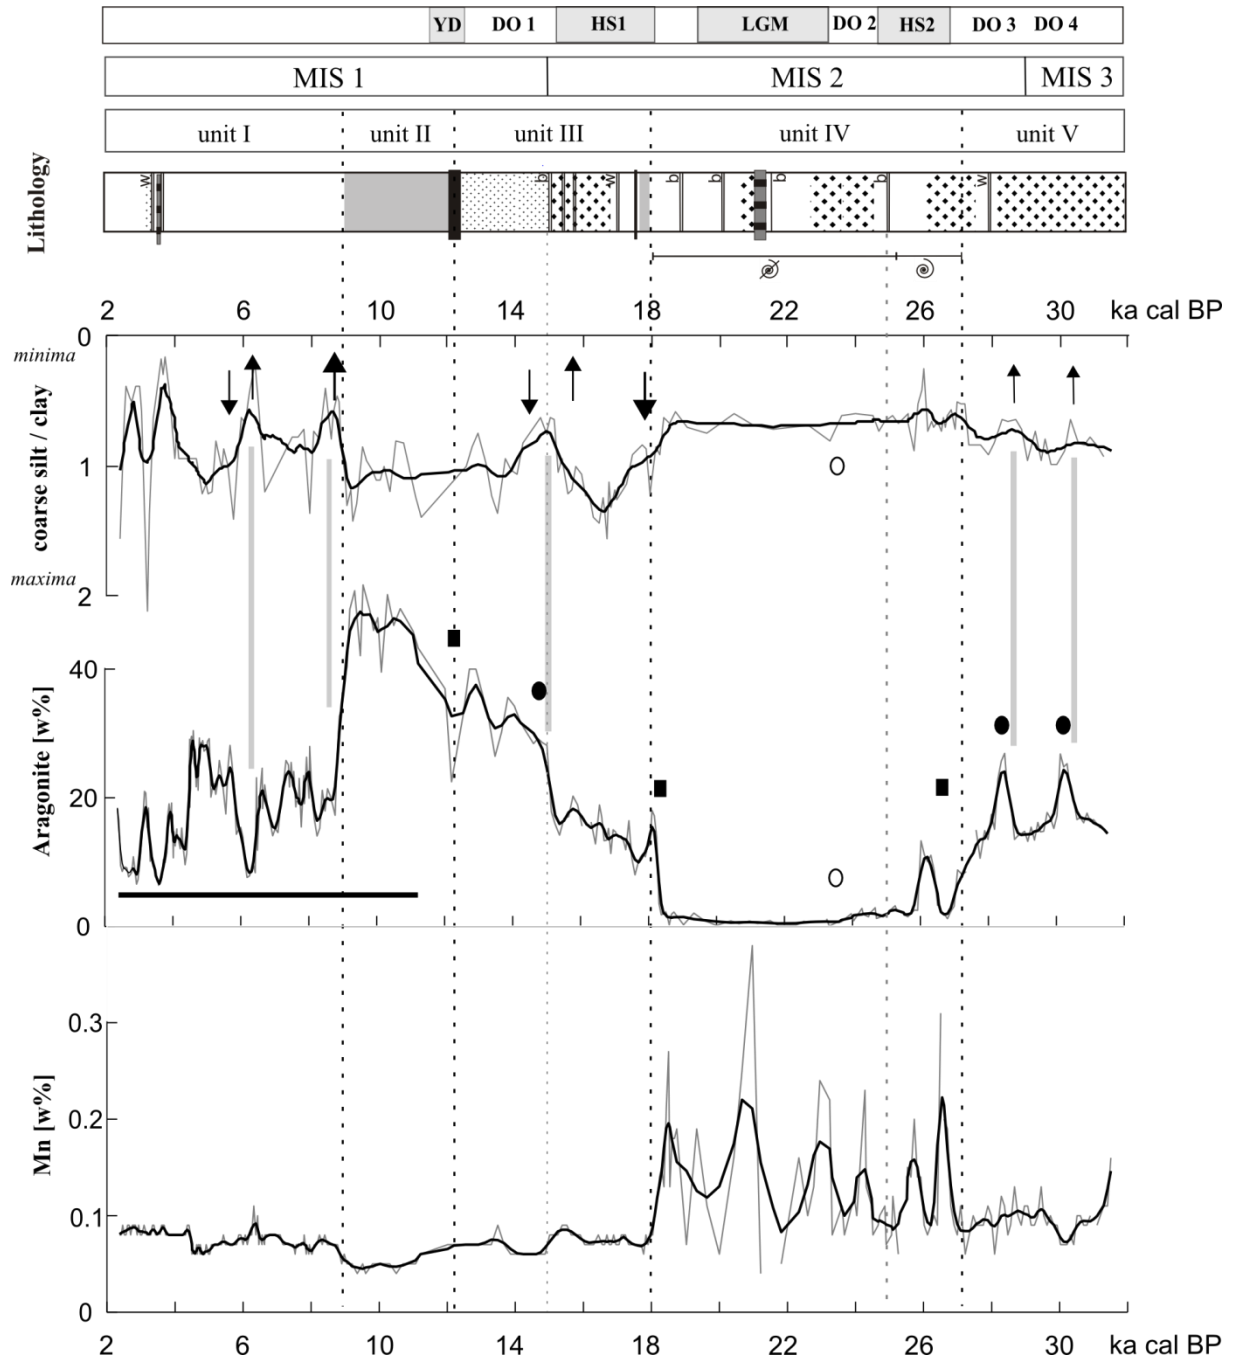 YD DO 1 HS1 LGM DO 2 HS2 DO 3 DO 4
MIS 1 MIS 2 MIS 3
unit I unit II unit III unit IV unit V
Lithology
w b w b b b b w
2 6 10 14 18 22 26 30 ka cal BP
0
minima
coarse silt / clay
1
maxima
2
40
Aragonite [w%]
20
0
0.3
Mn [w%]
0.2
0.1
0
2 6 10 14 18 22 26 30 ka cal BP